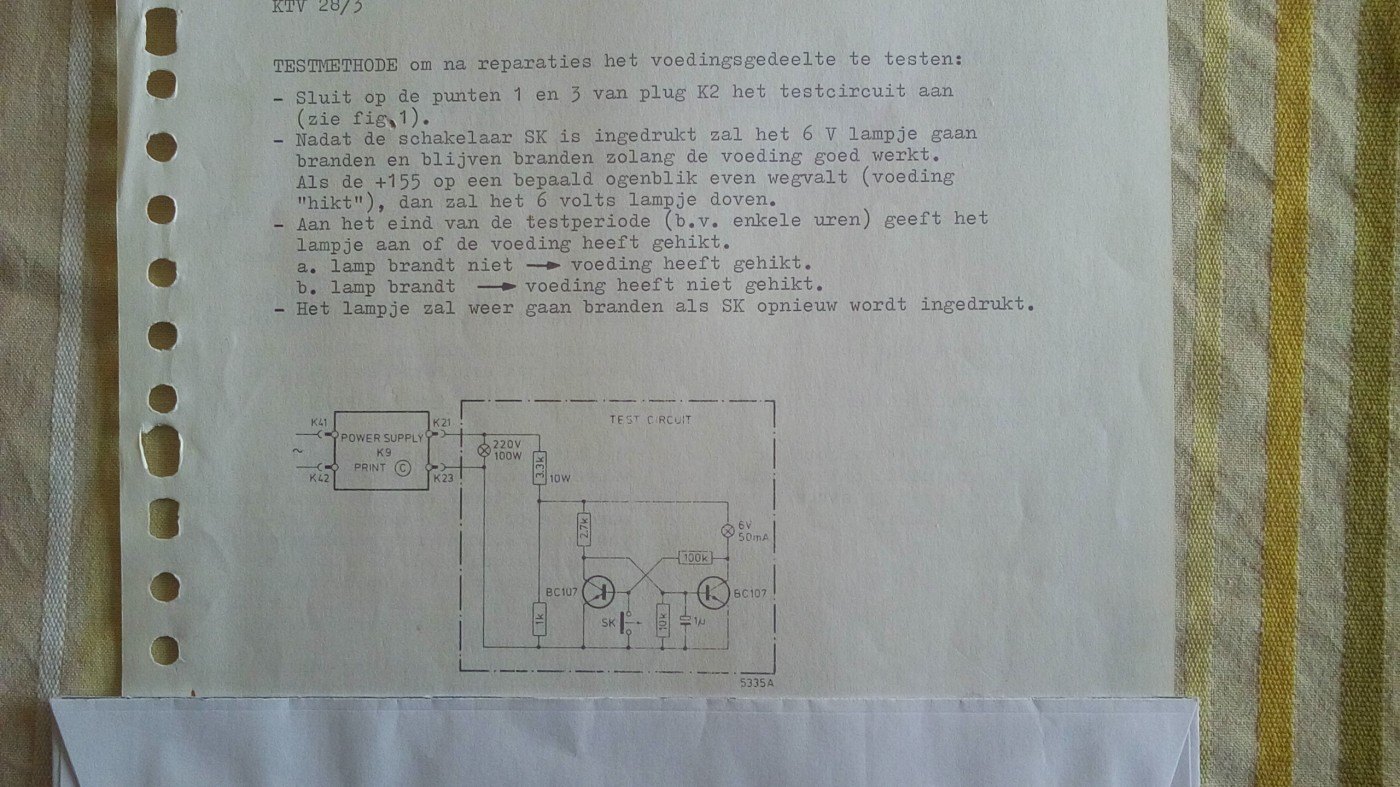 KTV 28/3
TESTMETHODE om na reparaties het voedingsgedeelte te testen:
- Sluit op de punten 1 en 3 van plug K2 het testcircuit aan
(zie fig.1).
- Nadat de schakelaar SK is ingedrukt zal het 6 V lampje gaan
branden en blijven branden zolang de voeding goed werkt.
Als de +155 op een bepaald ogenblik even wegvalt (voeding
"hikt"), dan zal het 6 volts lampje doven.
- Aan het eind van de testperiode (b.v. enkele uren) geeft het
lampje aan of de voeding heeft gehikt.
a. lamp brandt niet → voeding heeft gehikt.
b. lamp brandt → voeding heeft niet gehikt.
- Het lampje zal weer gaan branden als SK opnieuw wordt ingedrukt.
TEST CIRCUIT
K41
K21
POWER SUPPLY
K9
PRINT C
~
K42
K23
220V
100W
3.3k
10W
2,7k
6V
50mA
100k
BC107
BC107
1k
SK
10k
1µ
5335A